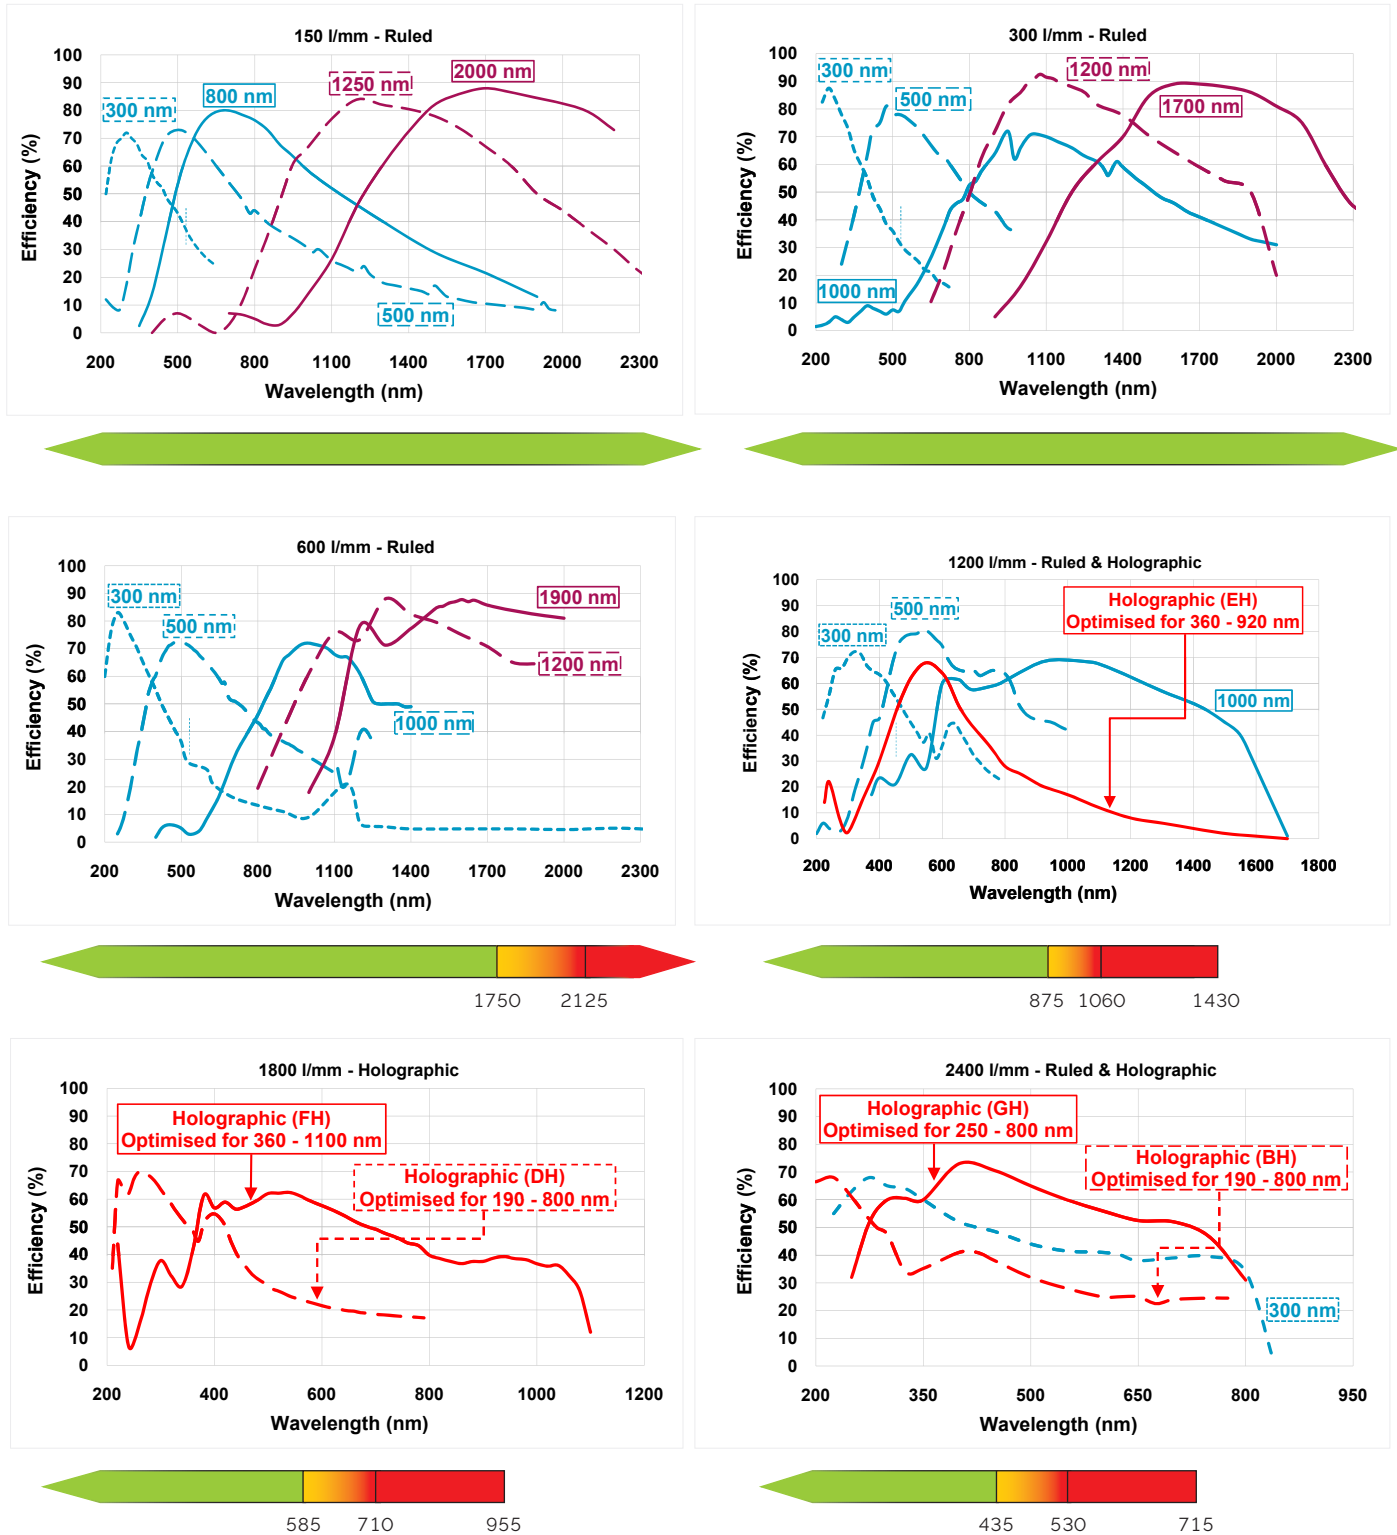 150 l/mm - Ruled
100
90
80
70
60
50
40
30
20
10
0
Efficiency (%)
300 nm
800 nm
1250 nm
2000 nm
500 nm
200 500 800 1100 1400 1700 2000 2300
Wavelength (nm)
300 l/mm - Ruled
100
90
80
70
60
50
40
30
20
10
0
Efficiency (%)
300 nm
500 nm
1200 nm
1700 nm
1000 nm
200 500 800 1100 1400 1700 2000 2300
Wavelength (nm)
600 l/mm - Ruled
100
90
80
70
60
50
40
30
20
10
0
Efficiency (%)
300 nm
500 nm
1900 nm
1200 nm
1000 nm
200 500 800 1100 1400 1700 2000 2300
Wavelength (nm)
1750 2125
1200 l/mm - Ruled & Holographic
100
90
80
70
60
50
40
30
20
10
0
Efficiency (%)
300 nm
500 nm
Holographic (EH)
Optimised for 360 - 920 nm
1000 nm
200 400 600 800 1000 1200 1400 1600 1800
Wavelength (nm)
875 1060 1430
1800 l/mm - Holographic
100
90
80
70
60
50
40
30
20
10
0
Efficiency (%)
Holographic (FH)
Optimised for 360 - 1100 nm
Holographic (DH)
Optimised for 190 - 800 nm
200 400 600 800 1000 1200
Wavelength (nm)
585 710 955
2400 l/mm - Ruled & Holographic
100
90
80
70
60
50
40
30
20
10
0
Efficiency (%)
Holographic (GH)
Optimised for 250 - 800 nm
Holographic (BH)
Optimised for 190 - 800 nm
300 nm
200 350 500 650 800 950
Wavelength (nm)
435 530 715